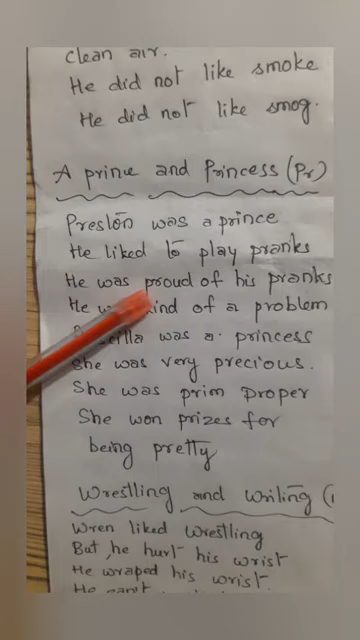 clean air.
He did not like smoke
He did not like smog.
A prince and Princess (Pr)
Preston was a prince
He liked to play pranks
He was proud of his pranks
He kind of a problem
was a princess
She was very precious.
She was prim proper
She won prizes for
being pretty
Wrestling and writing (
Wren liked wrestling
But he hurt his wrist
He wraped his wrist.
He can't